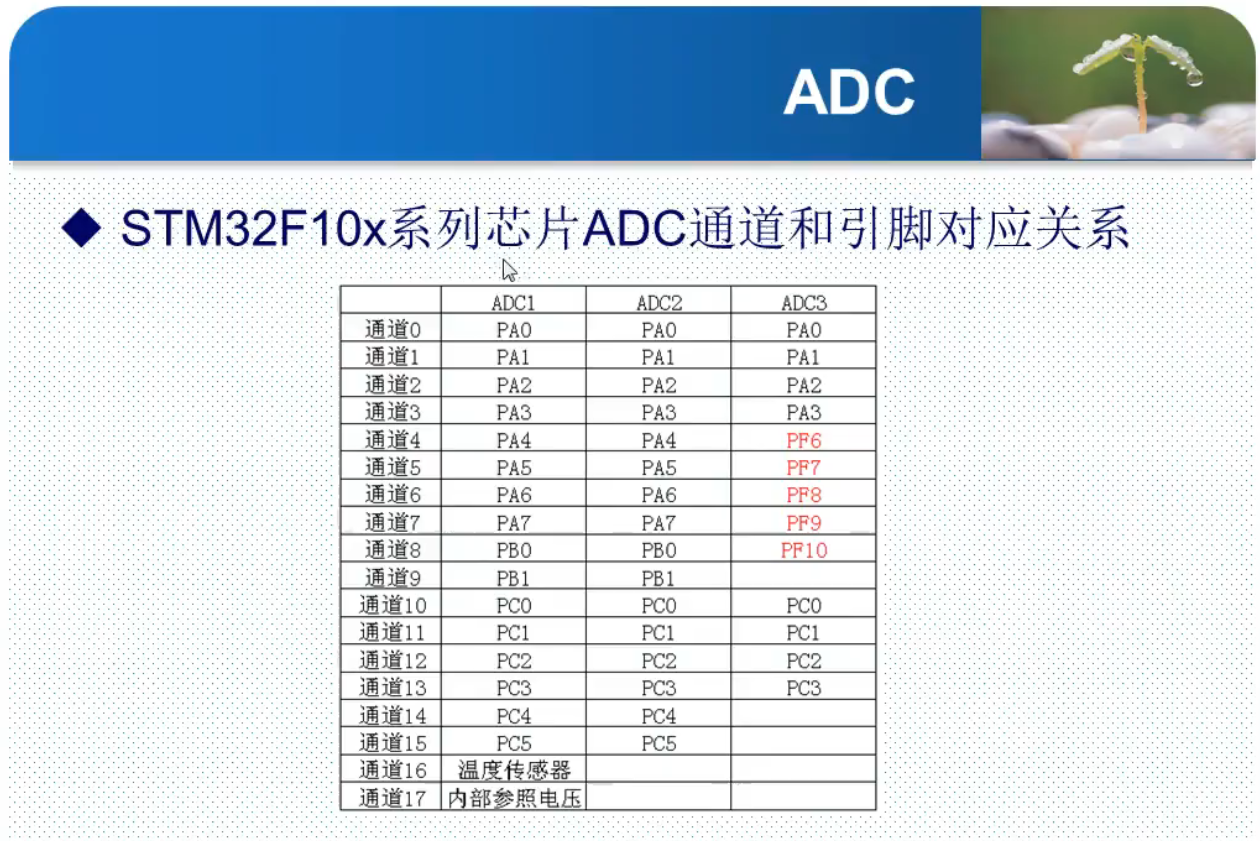 ADC
◆ STM32F10x系列芯片ADC通道和引脚对应关系
ADC1 ADC2 ADC3
通道0 PA0 PA0 PA0
通道1 PA1 PA1 PA1
通道2 PA2 PA2 PA2
通道3 PA3 PA3 PA3
通道4 PA4 PA4 PF6
通道5 PA5 PA5 PF7
通道6 PA6 PA6 PF8
通道7 PA7 PA7 PF9
通道8 PB0 PB0 PF10
通道9 PB1 PB1
通道10 PC0 PC0 PC0
通道11 PC1 PC1 PC1
通道12 PC2 PC2 PC2
通道13 PC3 PC3 PC3
通道14 PC4 PC4
通道15 PC5 PC5
通道16 温度传感器
通道17 内部参照电压